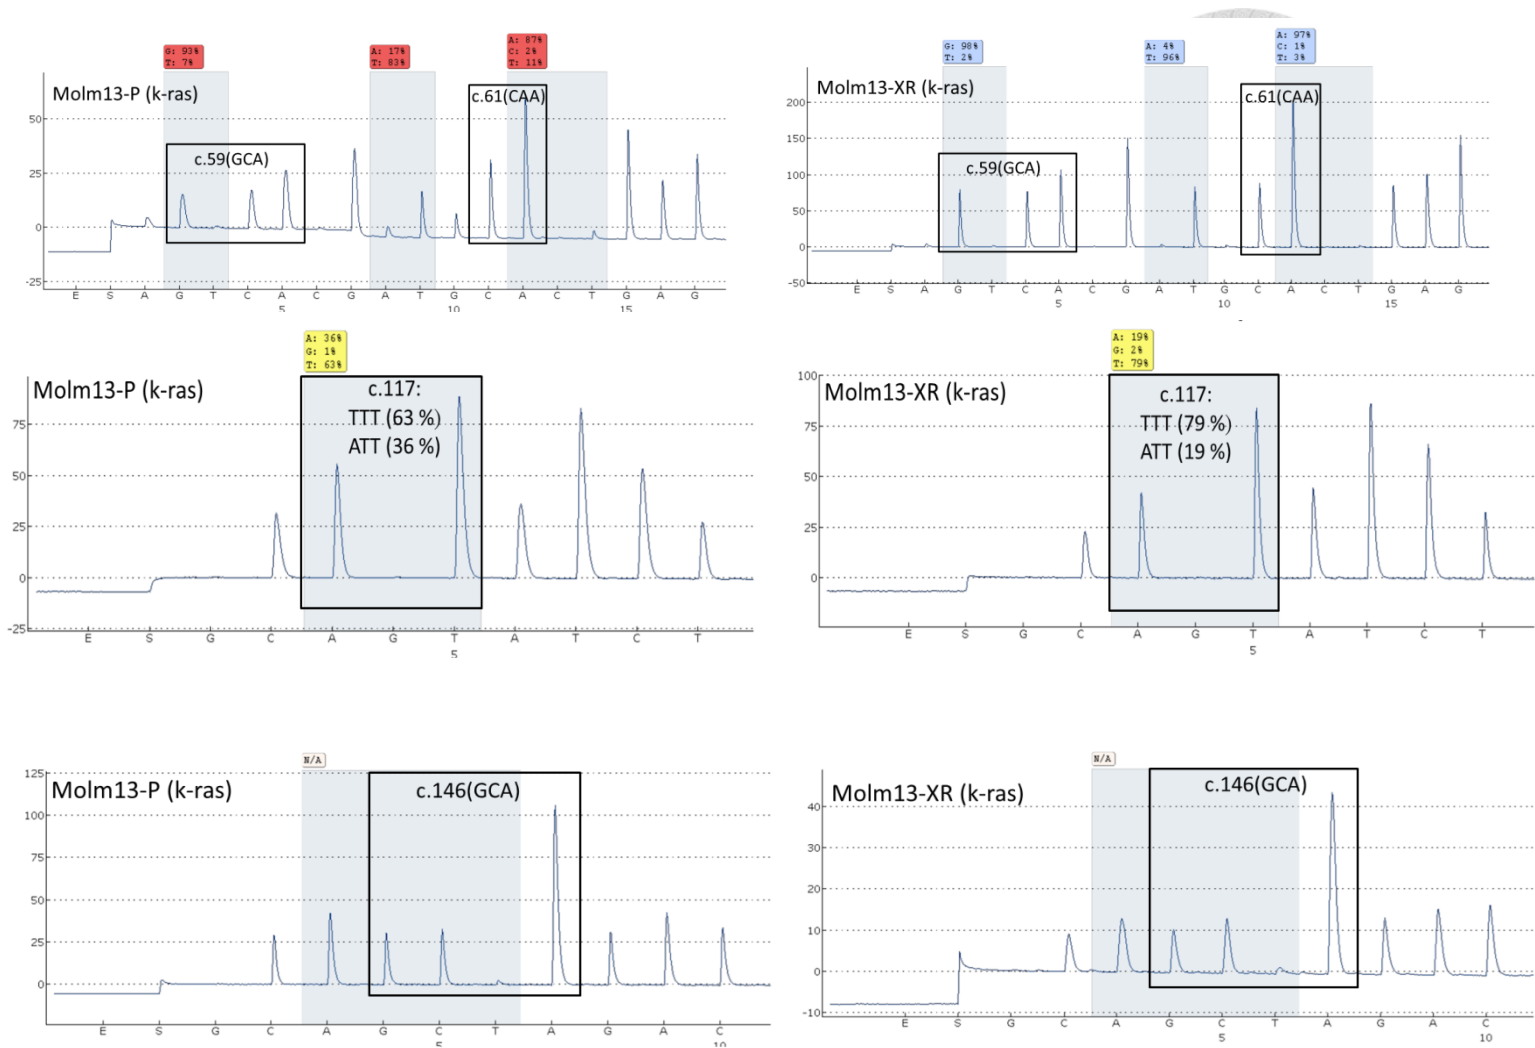 G: 93%
T: 7%
A: 17%
T: 83%
A: 87%
C: 2%
T: 11%
Molm13-P (k-ras)
c.59(GCA)
c.61(CAA)
50
25
0
-25
E S A G T C A C G A T G C A C T G A G
5 10 15
G: 98%
T: 2%
A: 4%
T: 96%
A: 97%
C: 1%
T: 3%
Molm13-XR (k-ras)
c.59(GCA)
c.61(CAA)
200
150
100
50
0
-50
E S A G T C A C G A T G C A C T G A G
5 10 15
A: 36%
G: 1%
T: 63%
Molm13-P (k-ras)
c.117:
TTT (63 %)
ATT (36 %)
75
50
25
0
-25
E S G C A G T A T C T
5
A: 19%
G: 2%
T: 79%
Molm13-XR (k-ras)
c.117:
TTT (79 %)
ATT (19 %)
100
75
50
25
0
E S G C A G T A T C T
5
N/A
Molm13-P (k-ras)
c.146(GCA)
125
100
75
50
25
0
E S G C A G C T A G A C
5 10
N/A
Molm13-XR (k-ras)
c.146(GCA)
40
30
20
10
0
-10
E S G C A G C T A G A C
5 10